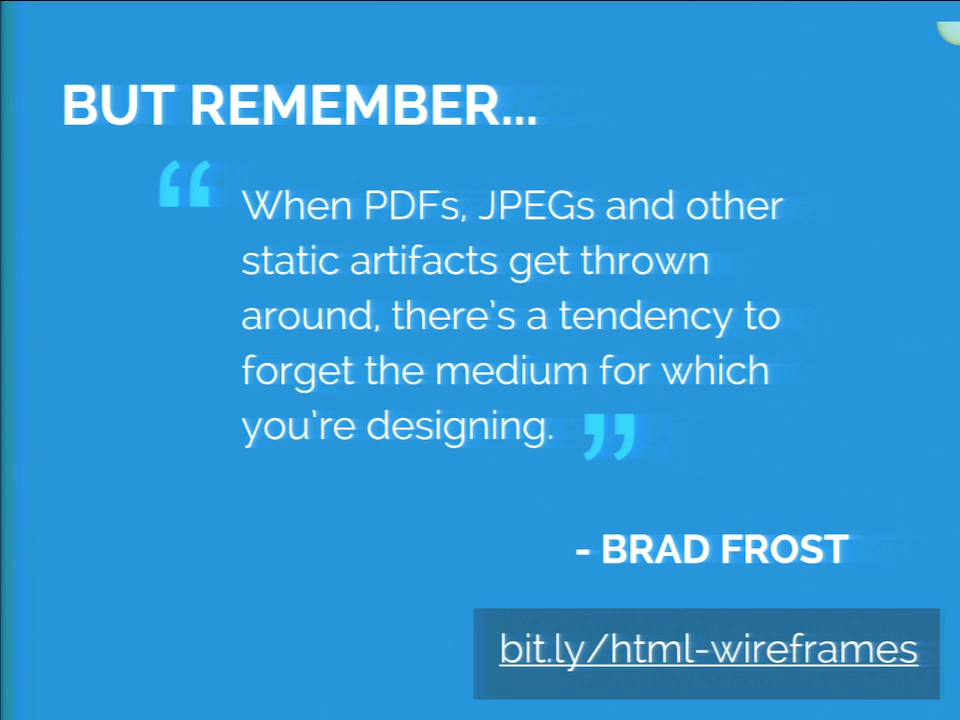 BUT REMEMBER...
“ When PDFs, JPEGs and other
static artifacts get thrown
around, there's a tendency to
forget the medium for which
you're designing. ”
- BRAD FROST
bit.ly/html-wireframes